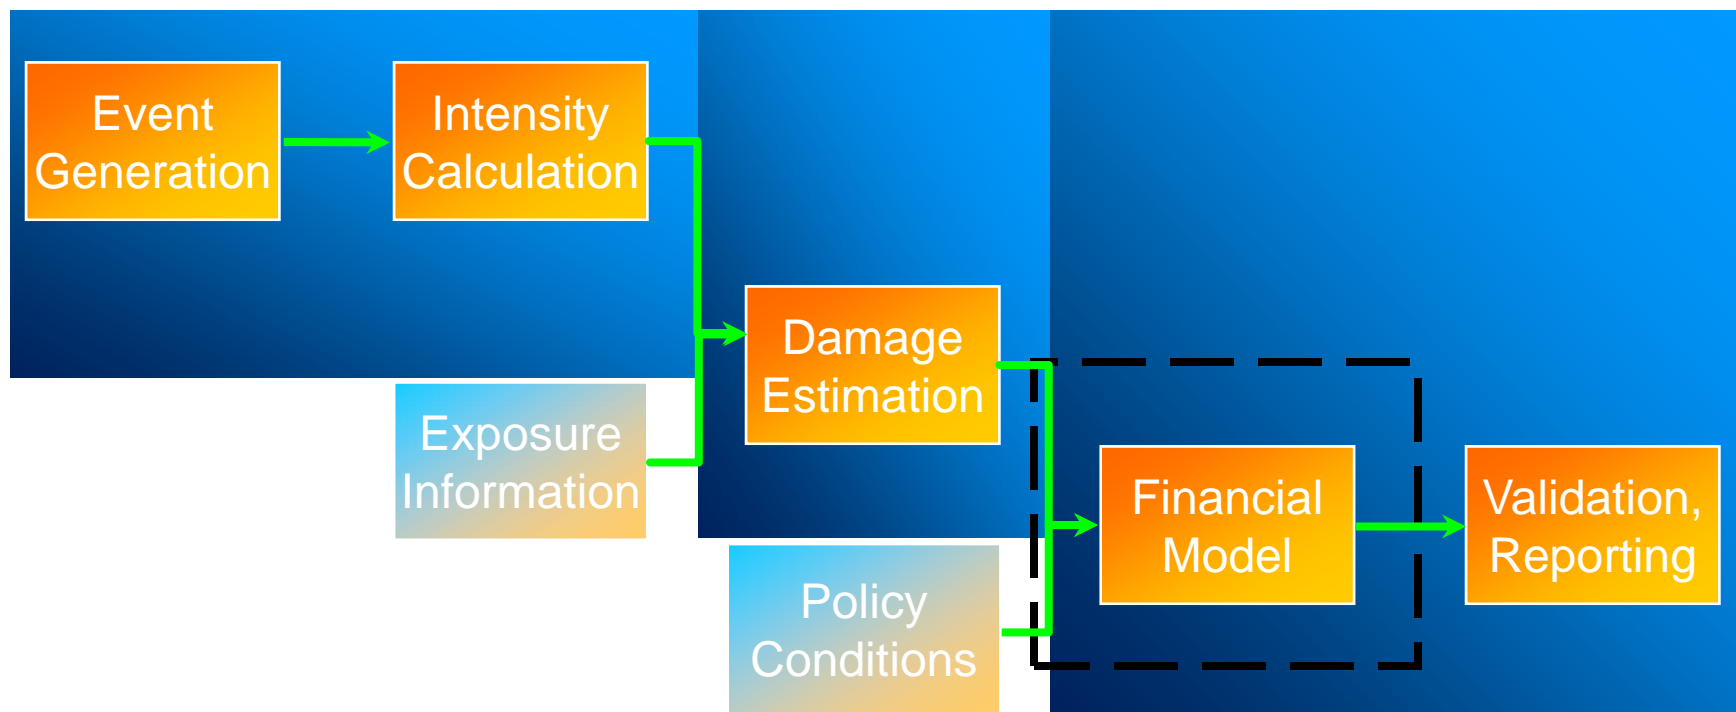 Event
Generation
Intensity
Calculation
Exposure
Information
Damage
Estimation
Policy
Conditions
Financial
Model
Validation,
Reporting